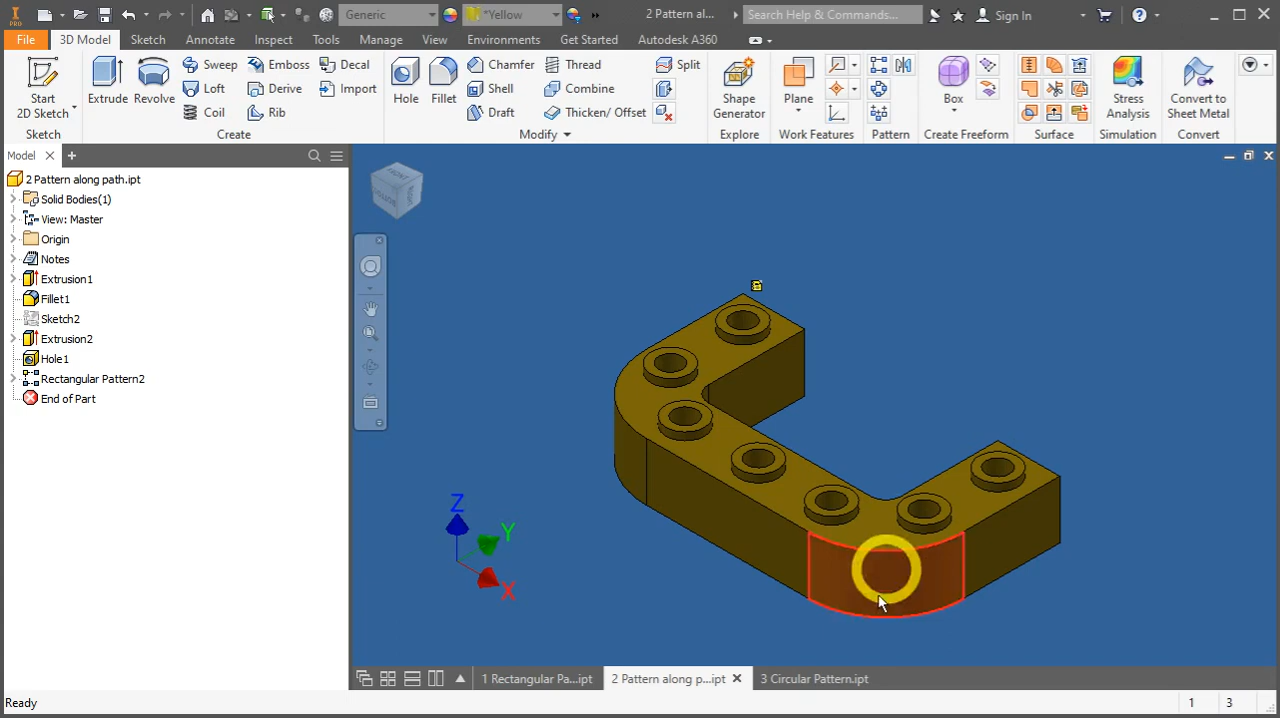 PRO
Generic
*Yellow
2 Pattern al...
Search Help & Commands...
Sign In
File
3D Model
Sketch
Annotate
Inspect
Tools
Manage
View
Environments
Get Started
Autodesk A360
Start
2D Sketch
Extrude
Revolve
Sweep
Loft
Coil
Emboss
Derive
Rib
Decal
Import
Hole
Fillet
Chamfer
Shell
Draft
Thread
Combine
Thicken/ Offset
Split
Shape
Generator
Plane
Box
Stress
Analysis
Convert to
Sheet Metal
Sketch
Create
Modify
Explore
Work Features
Pattern
Create Freeform
Surface
Simulation
Convert
Model
2 Pattern along path.ipt
Solid Bodies(1)
View: Master
Origin
Notes
Extrusion1
Fillet1
Sketch2
Extrusion2
Hole1
Rectangular Pattern2
End of Part
Z
Y
X
1 Rectangular Pa...ipt
2 Pattern along p...ipt
3 Circular Pattern.ipt
Ready
1
3